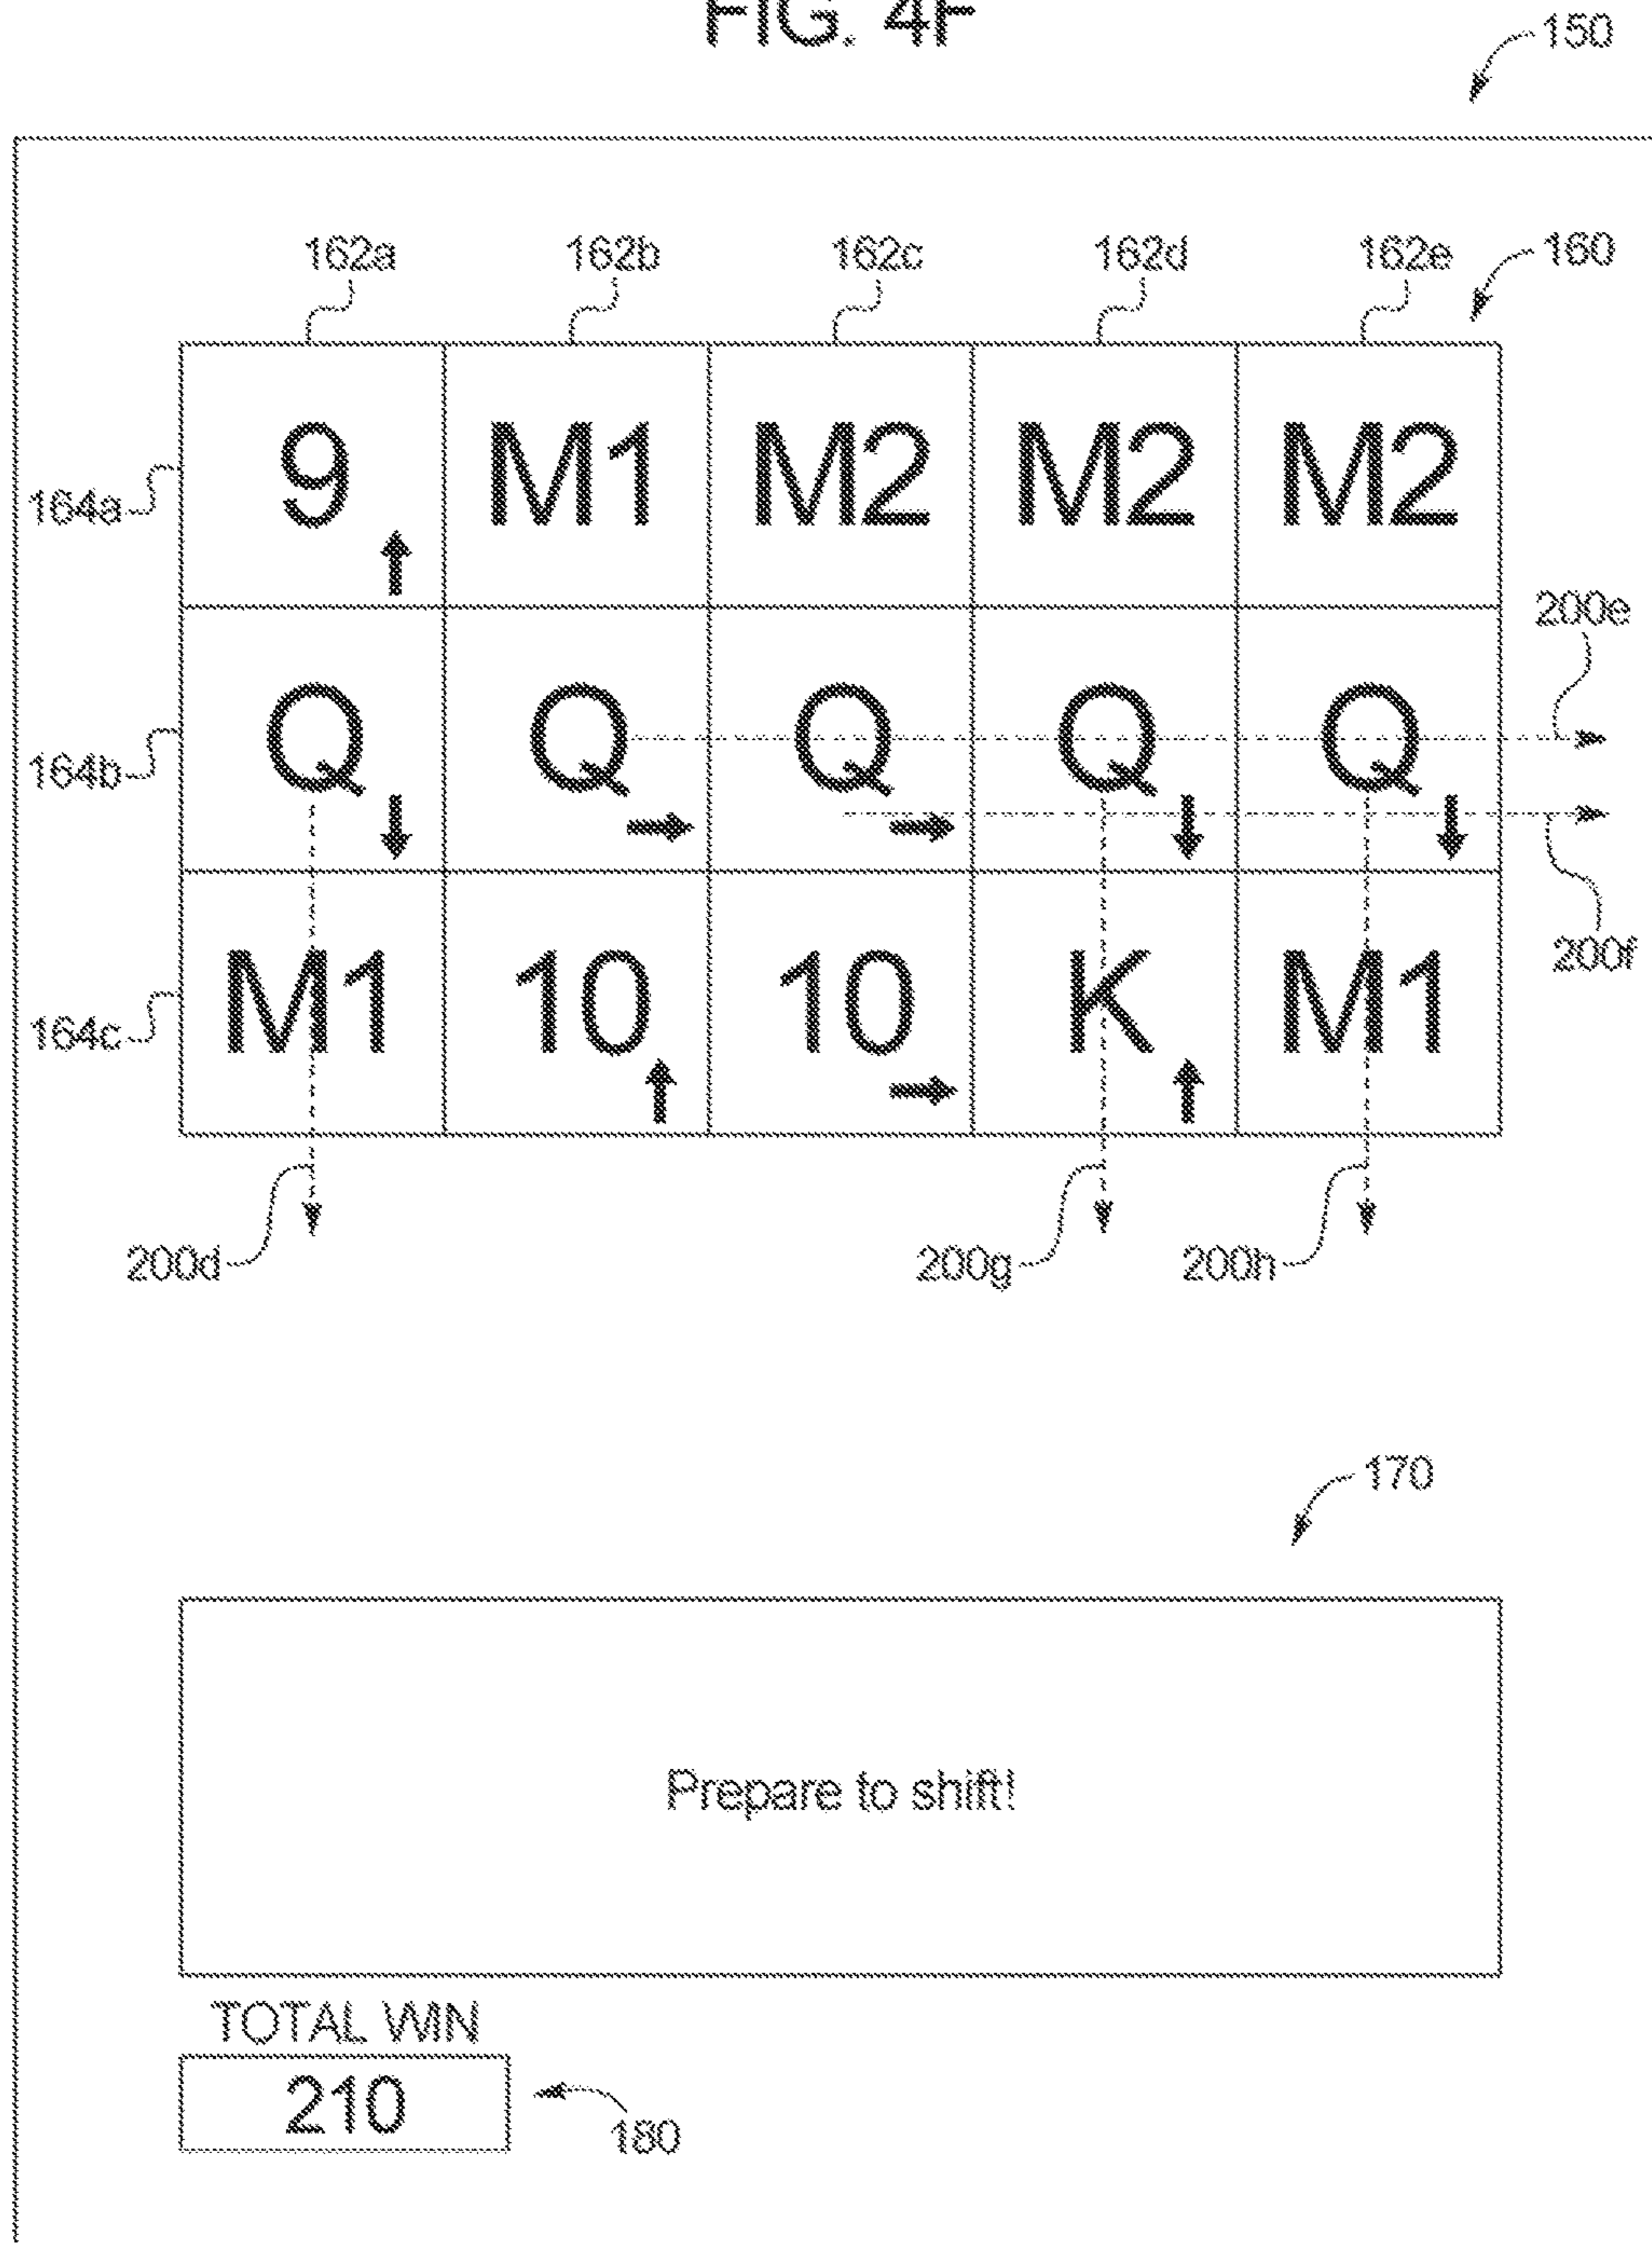 FIG. 4F
150
162a 162b 162c 162d 162e 160
164a 9 M1 M2 M2 M2
200e
164b Q Q Q Q Q
200f
164c M1 10 10 K M1
200d 200g 200h
170
Prepare to shift!
TOTAL WIN
210
180